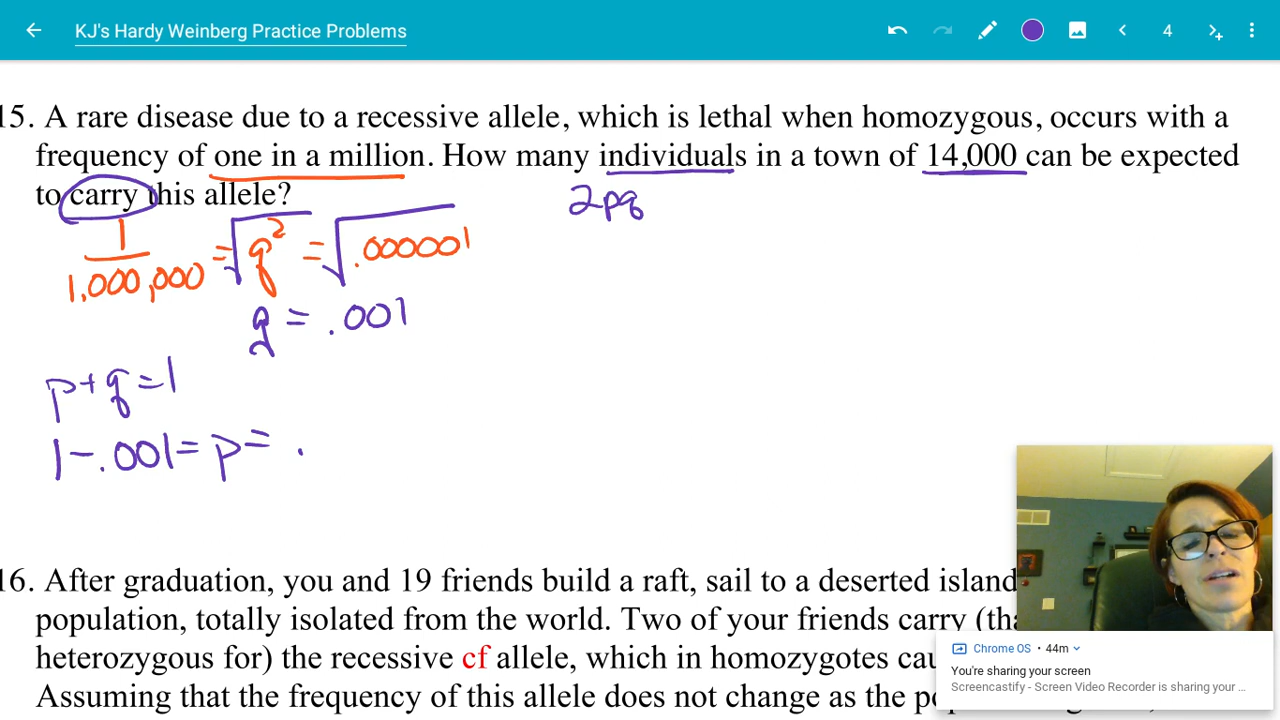 KJ's Hardy Weinberg Practice Problems
4
15. A rare disease due to a recessive allele, which is lethal when homozygous, occurs with a
frequency of one in a million. How many individuals in a town of 14,000 can be expected
to carry this allele?
2pq
1/1,000,000 = √q² = √.000001
q = .001
p+q=1
1-.001=p= .
16. After graduation, you and 19 friends build a raft, sail to a deserted island
population, totally isolated from the world. Two of your friends carry
heterozygous for) the recessive cf allele, which in homozygotes
Assuming that the frequency of this allele does not change as the
Chrome OS • 44m
You're sharing your screen
Screencastify - Screen Video Recorder is sharing your ...